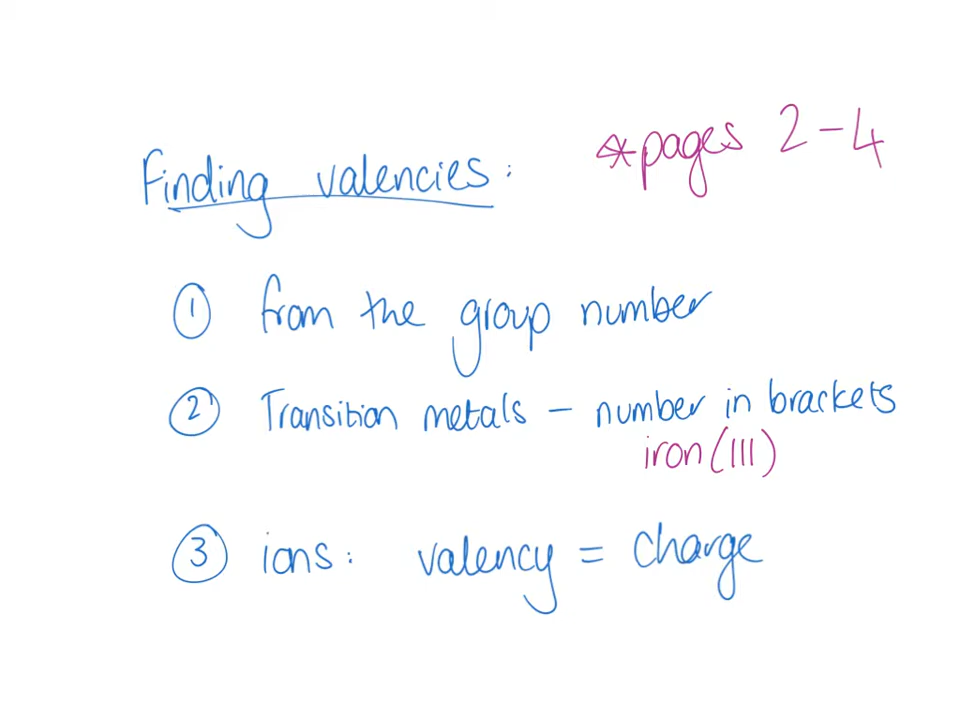 *pages 2-4
Finding valencies:
① from the group number
② Transition metals – number in brackets
iron (III)
③ ions: valency = charge